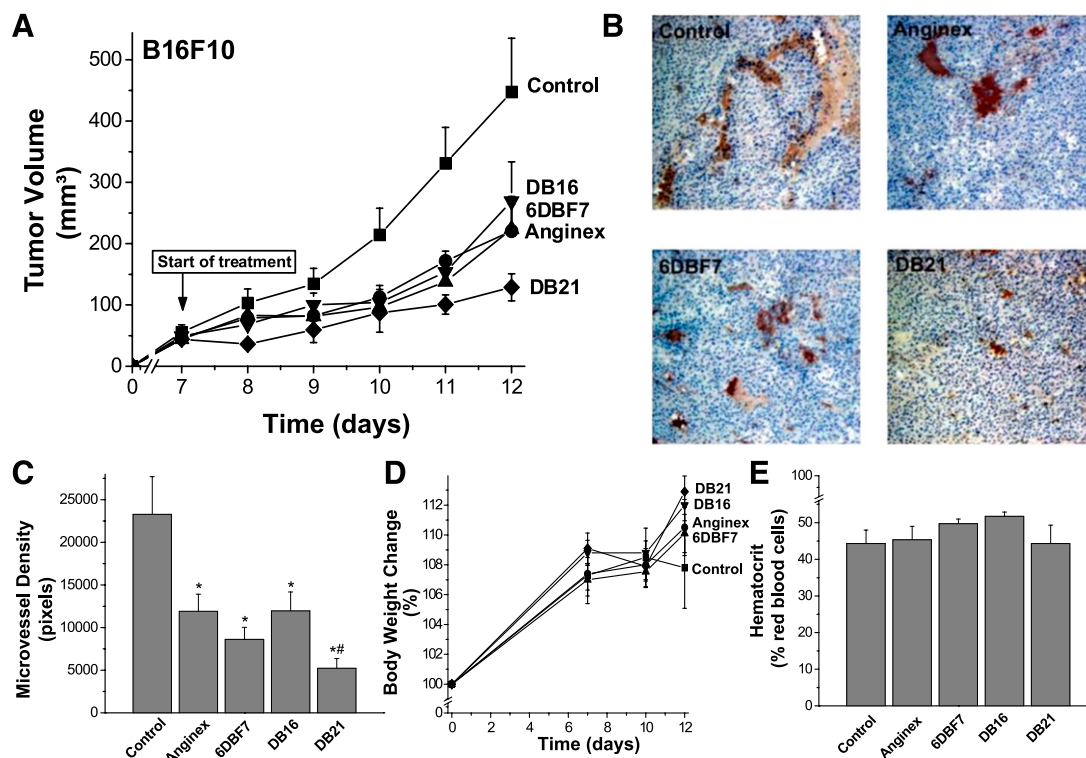 A
B16F10
Tumor Volume
(mm³)
500
400
300
200
100
0
Control
DB16
6DBF7
Anginex
DB21
Start of treatment
0 7 8 9 10 11 12
Time (days)
B
Control
Anginex
6DBF7
DB21
C
Microvessel Density
(pixels)
25000
20000
15000
10000
5000
0
*
*
*
*#
Control
Anginex
6DBF7
DB16
DB21
D
Body Weight Change
(%)
112
110
108
106
104
102
100
0
DB21
DB16
Anginex
6DBF7
Control
0 2 4 6 8 10 12
Time (days)
E
Hematocrit
(% red blood cells)
100
50
40
30
20
10
0
Control
Anginex
6DBF7
DB16
DB21